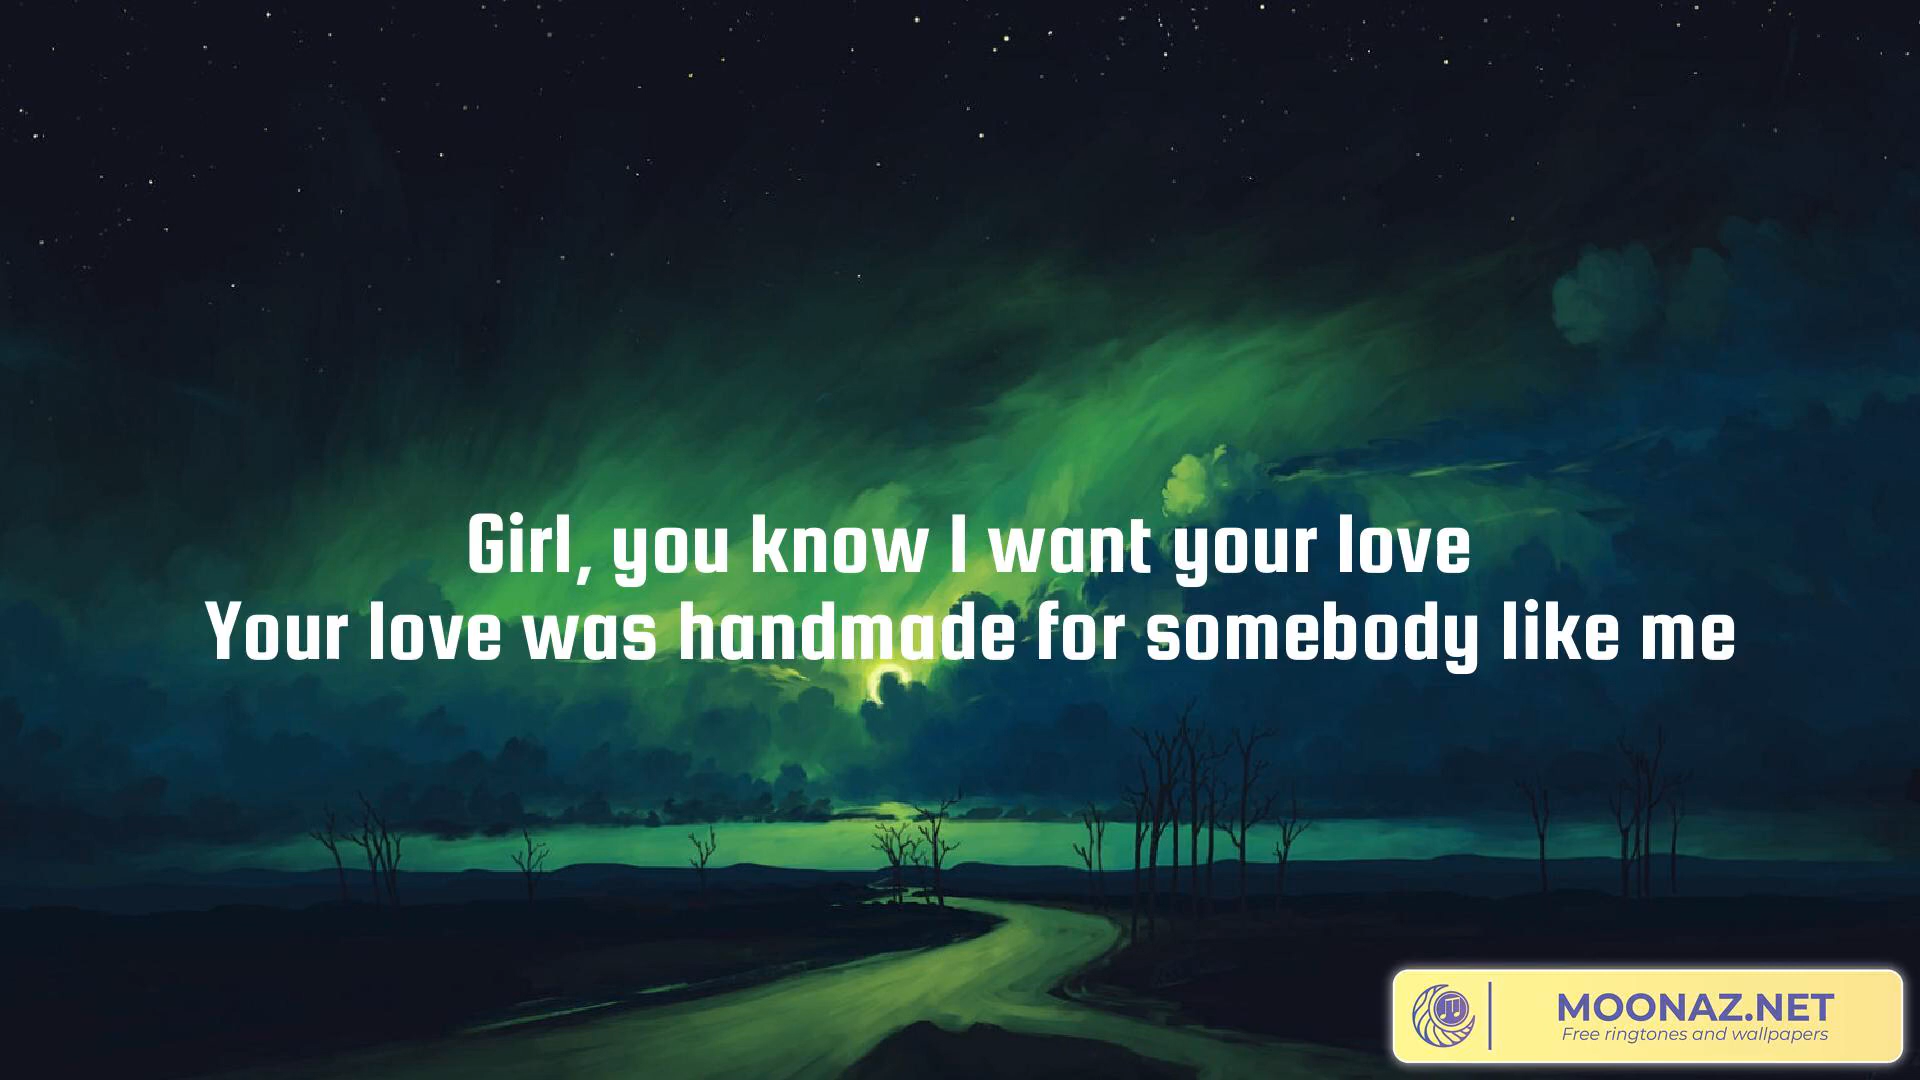 Girl, you know I want your love
Your love was handmade for somebody like me
MOONAZ.NET
Free ringtones and wallpapers